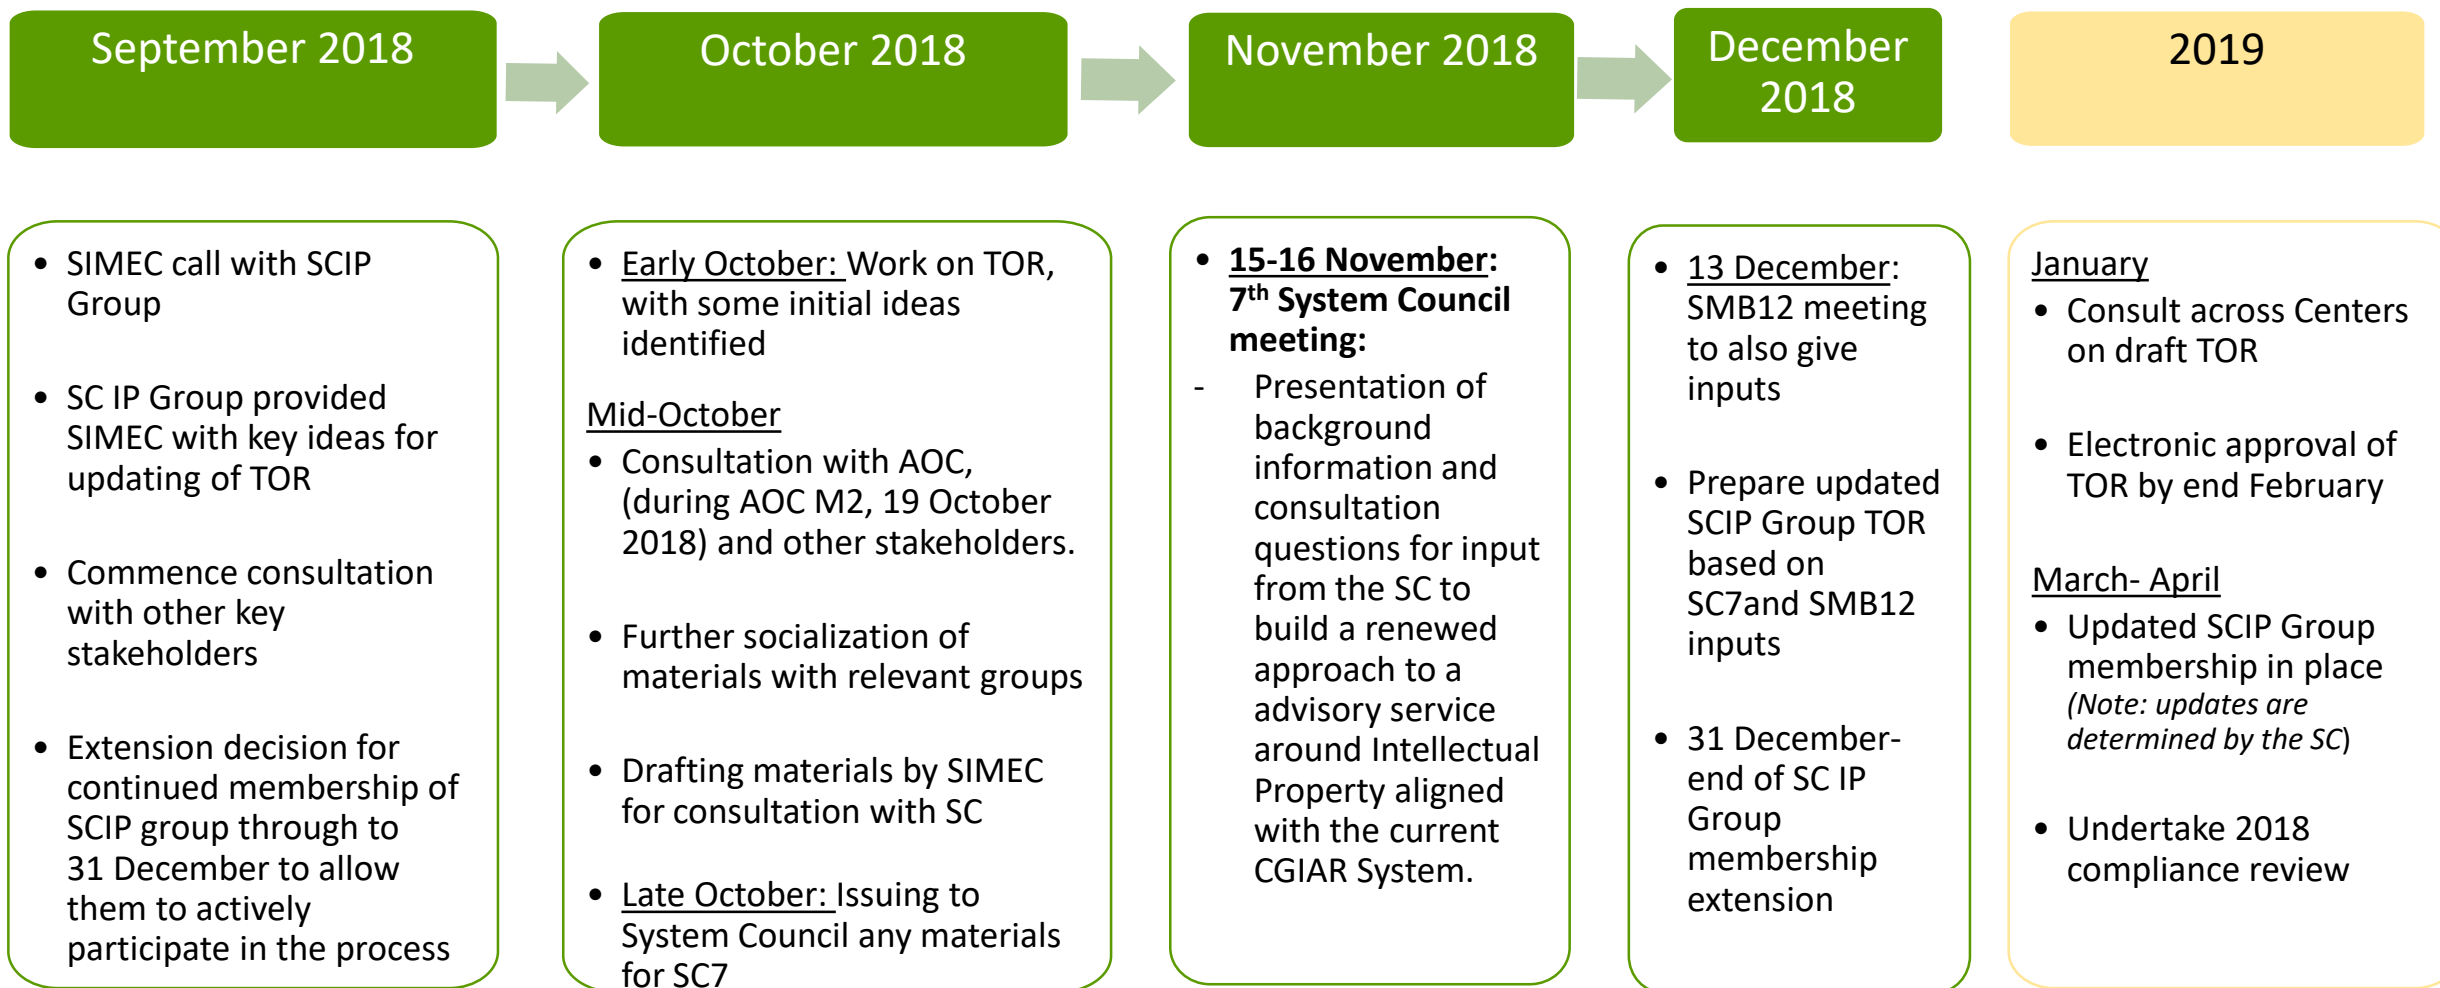 September 2018
• SIMEC call with SCIP
Group
• SC IP Group provided
SIMEC with key ideas for
updating of TOR
• Commence consultation
with other key
stakeholders
• Extension decision for
continued membership of
SCIP group through to
31 December to allow
them to actively
participate in the process
October 2018
• Early October: Work on TOR,
with some initial ideas
identified
Mid-October
• Consultation with AOC,
(during AOC M2, 19 October
2018) and other stakeholders.
• Further socialization of
materials with relevant groups
• Drafting materials by SIMEC
for consultation with SC
• Late October: Issuing to
System Council any materials
for SC7
November 2018
• 15-16 November:
7th System Council
meeting:
- Presentation of
background
information and
consultation
questions for input
from the SC to
build a renewed
approach to a
advisory service
around Intellectual
Property aligned
with the current
CGIAR System.
December
2018
• 13 December:
SMB12 meeting
to also give
inputs
• Prepare updated
SCIP Group TOR
based on
SC7and SMB12
inputs
• 31 December-
end of SC IP
Group
membership
extension
2019
January
• Consult across Centers
on draft TOR
• Electronic approval of
TOR by end February
March- April
• Updated SCIP Group
membership in place
(Note: updates are
determined by the SC)
• Undertake 2018
compliance review